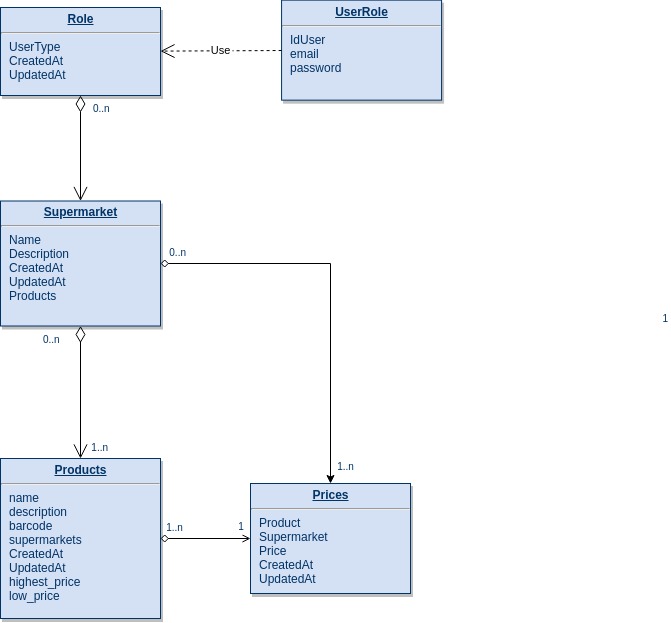 Role
UserType
CreatedAt
UpdatedAt
UserRole
IdUser
email
password
Use
0..n
Supermarket
Name
Description
CreatedAt
UpdatedAt
Products
0..n
0..n
1
1..n
1..n
Products
name
description
barcode
supermarkets
CreatedAt
UpdatedAt
highest_price
low_price
1..n
1
Prices
Product
Supermarket
Price
CreatedAt
UpdatedAt